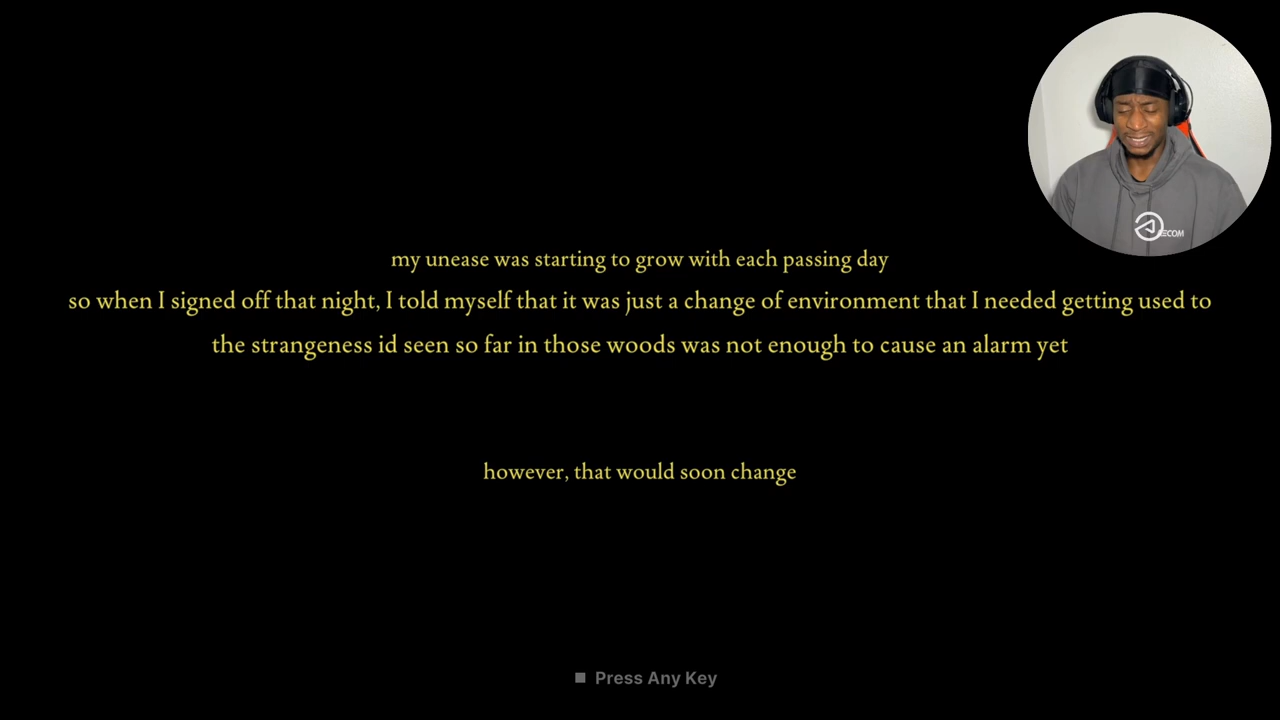 my unease was starting to grow with each passing day
so when I signed off that night, I told myself that it was just a change of environment that I needed getting used to
the strangeness id seen so far in those woods was not enough to cause an alarm yet
however, that would soon change
Press Any Key